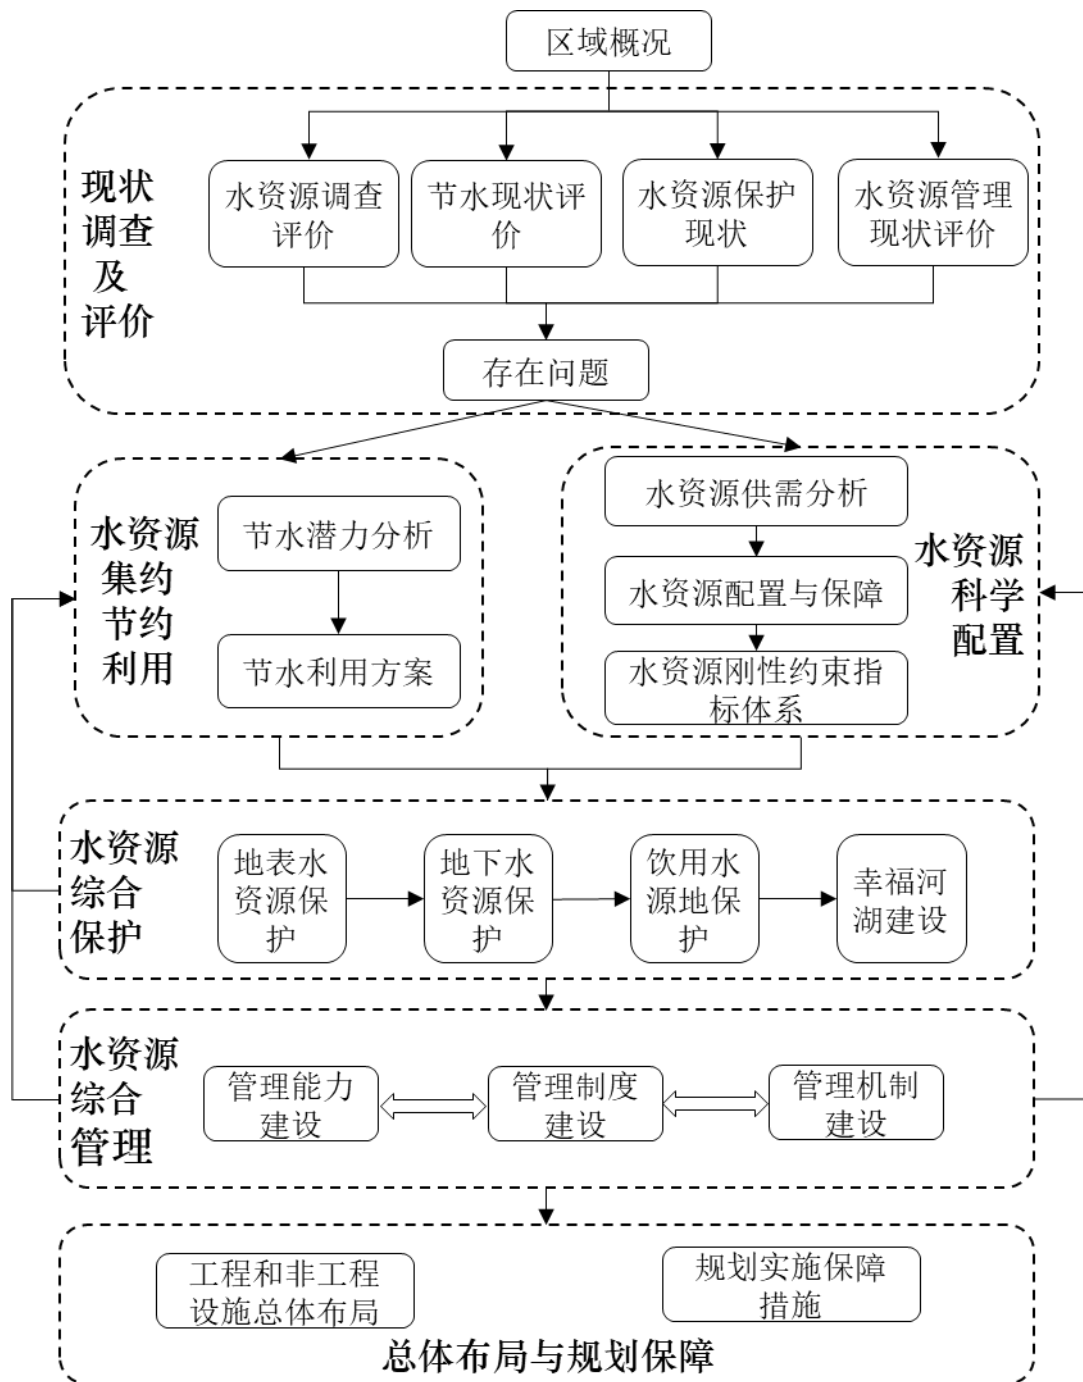 区域概况
现状
调查
及
评价
水资源调查
评价
节水现状评
价
水资源保护
现状
水资源管理
现状评价
存在问题
水资源
集约
节约
利用
节水潜力分析
节水利用方案
水资源供需分析
水资源配置与保障
水资源刚性约束指
标体系
水资源
科学
配置
水资源
综合
保护
地表水
资源保
护
地下水
资源保
护
饮用水
源地保
护
幸福河
湖建设
水资源
综合
管理
管理能力
建设
管理制度
建设
管理机制
建设
工程和非工程
设施总体布局
规划实施保障
措施
总体布局与规划保障